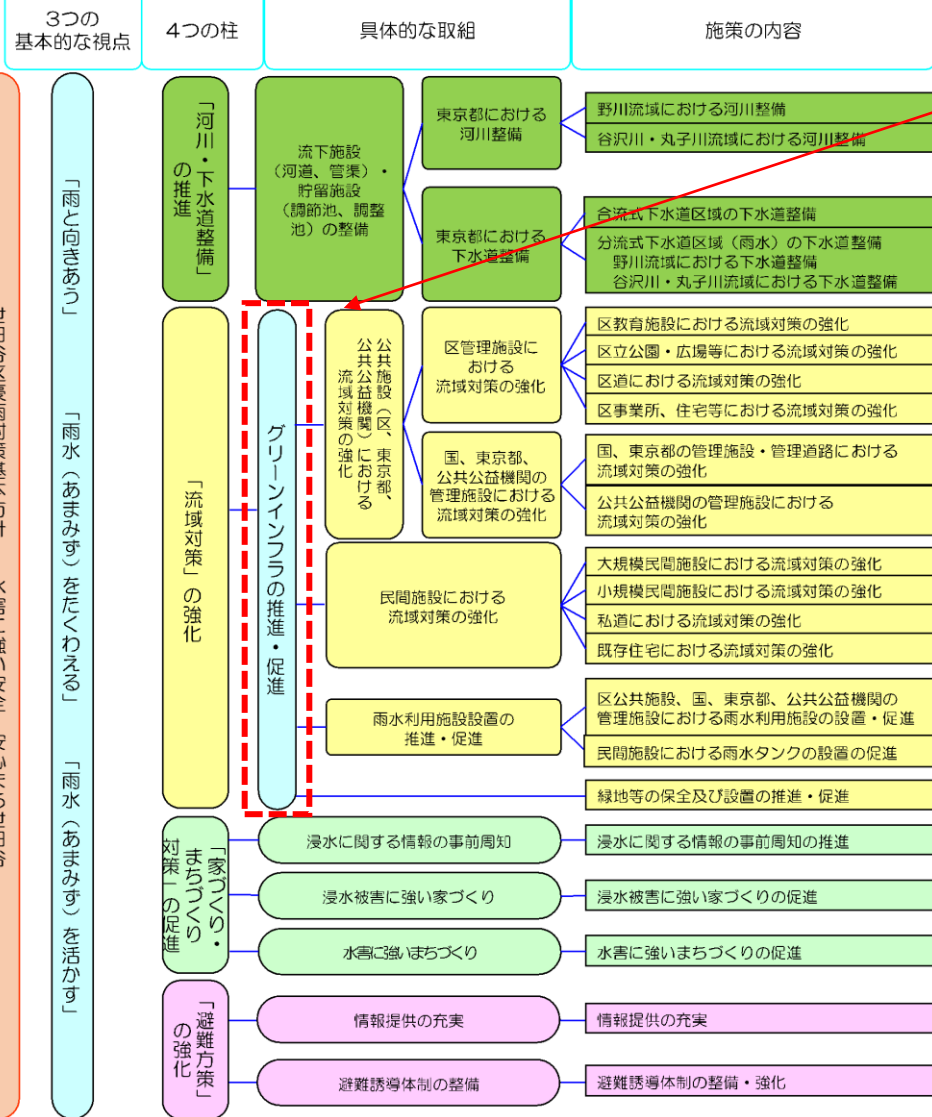 3つの
基本的な視点
4つの柱
具体的な取組
施策の内容
「雨と向きあう」
「雨水（あまみず）をたくわえる」
「雨水（あまみず）を活かす」
「河川・下水道整備」
の推進
流下施設
（河道、管渠）・
貯留施設
（調節池、調整
池）の整備
東京都における
河川整備
野川流域における河川整備
谷沢川・丸子川流域における河川整備
東京都における
下水道整備
合流式下水道区域の下水道整備
分流式下水道区域（雨水）の下水道整備
野川流域における下水道整備
谷沢川・丸子川流域における下水道整備
「流域対策」の強化
グリーンインフラの推進・促進
公共施設（区、東京都、
公共公益機関）における
流域対策の強化
区管理施設に
おける
流域対策の強化
区教育施設における流域対策の強化
区立公園・広場等における流域対策の強化
区道における流域対策の強化
区事業所、住宅等における流域対策の強化
国、東京都、
公共公益機関の
管理施設における
流域対策の強化
国、東京都の管理施設・管理道路における
流域対策の強化
公共公益機関の管理施設における
流域対策の強化
民間施設における
流域対策の強化
大規模民間施設における流域対策の強化
小規模民間施設における流域対策の強化
私道における流域対策の強化
既存住宅における流域対策の強化
雨水利用施設設置の
推進・促進
区公共施設、国、東京都、公共公益機関の
管理施設における雨水利用施設の設置・促進
民間施設における雨水タンクの設置の促進
緑地等の保全及び設置の推進・促進
「家づくり・
まちづくり
対策」の促進
浸水に関する情報の事前周知
浸水に関する情報の事前周知の推進
浸水被害に強い家づくり
浸水被害に強い家づくりの促進
水害に強いまちづくり
水害に強いまちづくりの促進
「避難方策」
の強化
情報提供の充実
情報提供の充実
避難誘導体制の整備
避難誘導体制の整備・強化